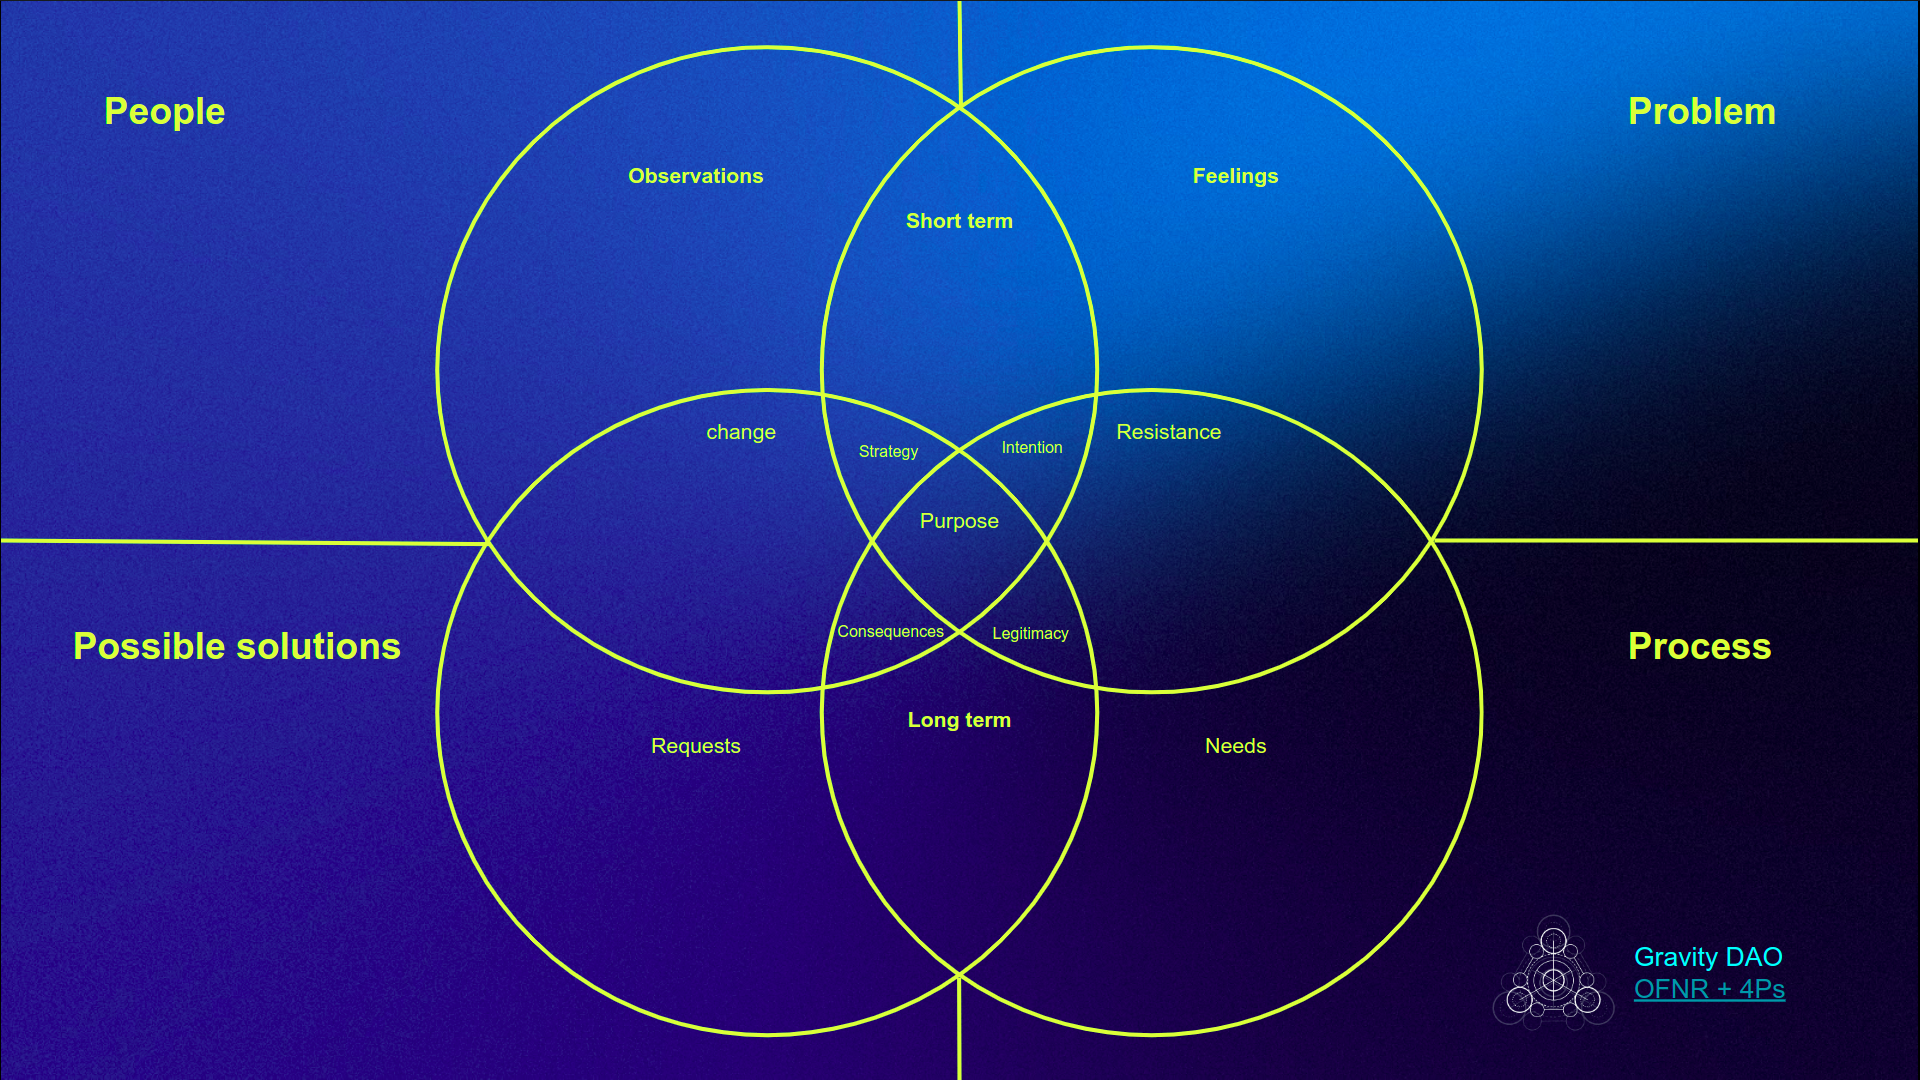 People
Problem
Observations
Feelings
Short term
change
Resistance
Strategy
Intention
Purpose
Consequences
Legitimacy
Possible solutions
Process
Long term
Requests
Needs
Gravity DAO
OFNR + 4Ps